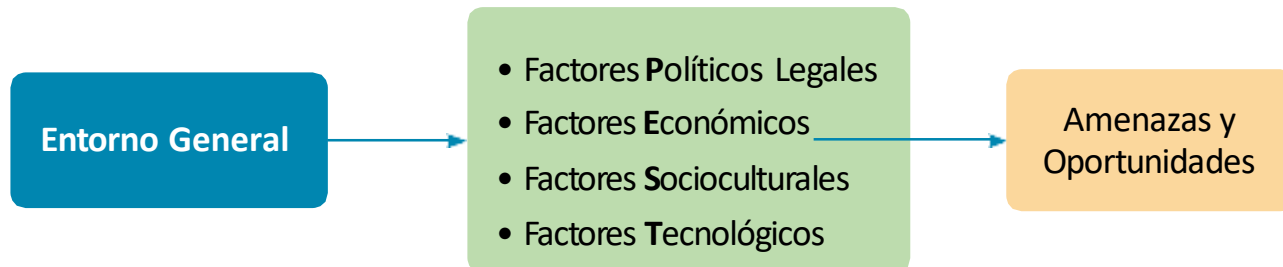 Entorno General
• Factores Políticos Legales
• Factores Económicos
• Factores Socioculturales
• Factores Tecnológicos
Amenazas y
Oportunidades